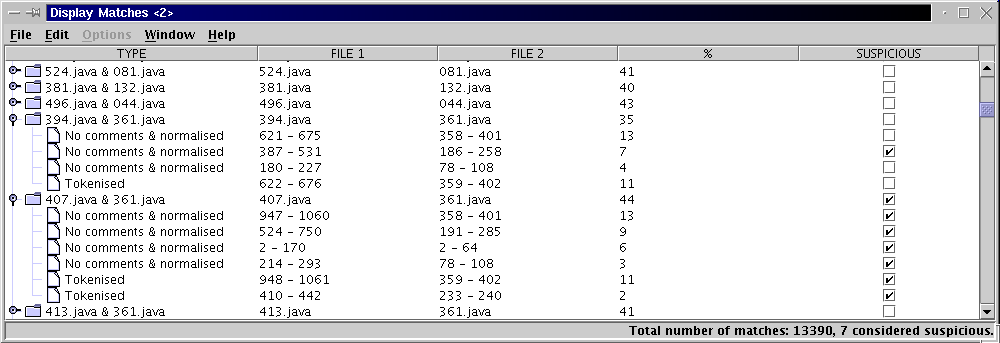 Display Matches <2>
File Edit Options Window Help
TYPE FILE 1 FILE 2 % SUSPICIOUS
524.java & 081.java 524.java 081.java 41
381.java & 132.java 381.java 132.java 40
496.java & 044.java 496.java 044.java 43
394.java & 361.java 394.java 361.java 35
No comments & normalised 621 - 675 358 - 401 13
No comments & normalised 387 - 531 186 - 258 7
No comments & normalised 180 - 227 78 - 108 4
Tokenised 622 - 676 359 - 402 11
407.java & 361.java 407.java 361.java 44
No comments & normalised 947 - 1060 358 - 401 13
No comments & normalised 524 - 750 191 - 285 9
No comments & normalised 2 - 170 2 - 64 6
No comments & normalised 214 - 293 78 - 108 3
Tokenised 948 - 1061 359 - 402 11
Tokenised 410 - 442 233 - 240 2
413.java & 361.java 413.java 361.java 41
Total number of matches: 13390, 7 considered suspicious.